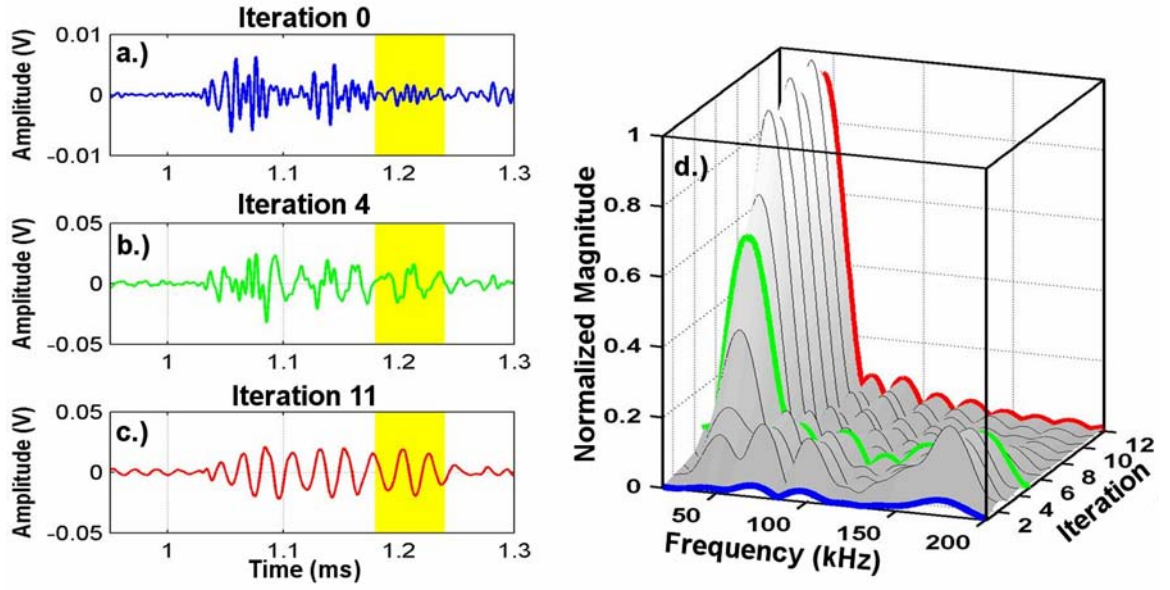 Iteration 0
a.)
Amplitude (V)
0.01
0
-0.01
1
1.1
1.2
1.3
Iteration 4
b.)
Amplitude (V)
0.05
0
-0.05
1
1.1
1.2
1.3
Iteration 11
c.)
Amplitude (V)
0.05
0
-0.05
1
1.1
1.2
1.3
Time (ms)
d.)
Normalized Magnitude
1
0.8
0.6
0.4
0.2
0
50
100
150
200
Frequency (kHz)
2
4
6
8
10
12
Iteration